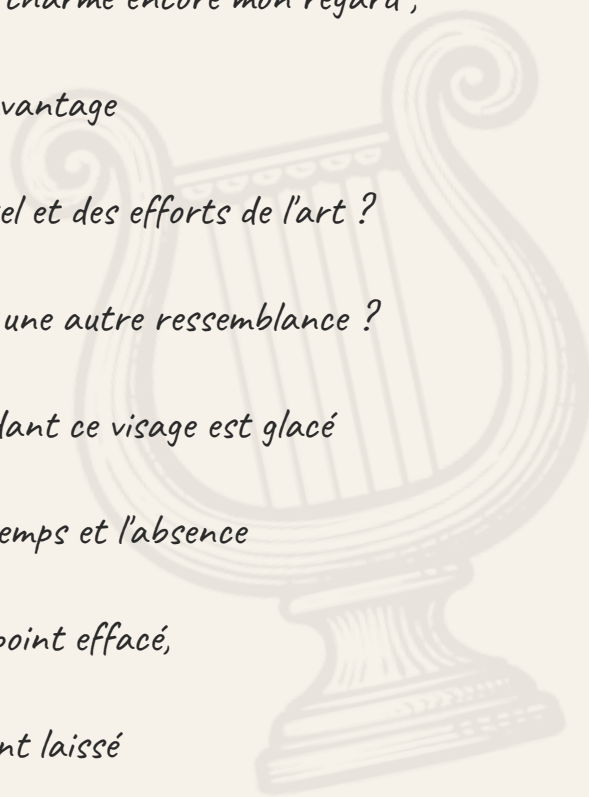 charme encore mon regard ,
vantage
el et des efforts de l'art ?
une autre ressemblance ?
dant ce visage est glacé
emps et l'absence
point effacé,
nt laissé